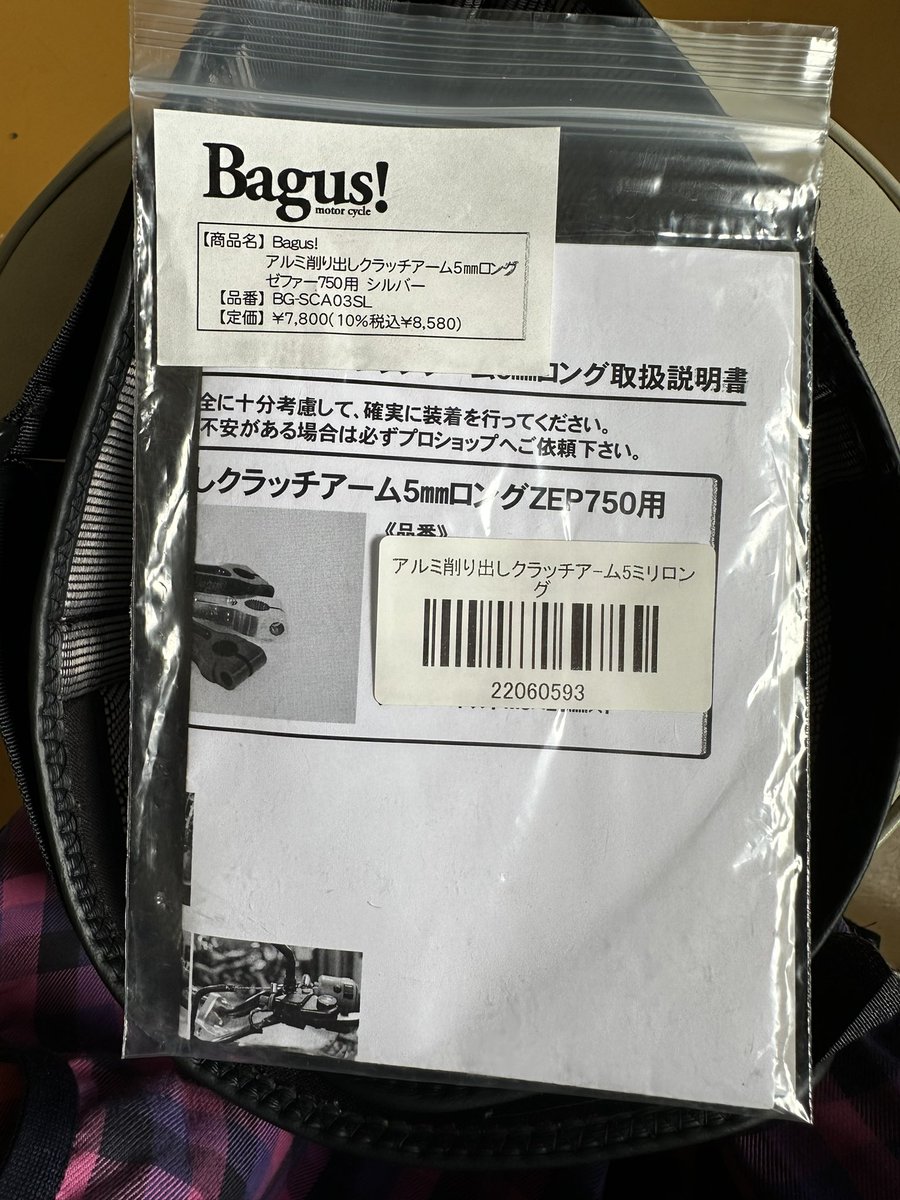 Bagus!
motor cycle
【商品名】 Bagus!
アルミ削り出しクラッチアーム5mmロング
ゼファー750用 シルバー
【品番】 BG-SCA03SL
【定価】 ¥7,800(10%税込¥8,580)
ロング取扱説明書
全に十分考慮して、確実に装着を行ってください。
不安がある場合は必ずプロショップへご依頼下さい。
しクラッチアーム5mmロングZEP750用
《品番》
アルミ削り出しクラッチアーム5ミリロン
グ
22060593